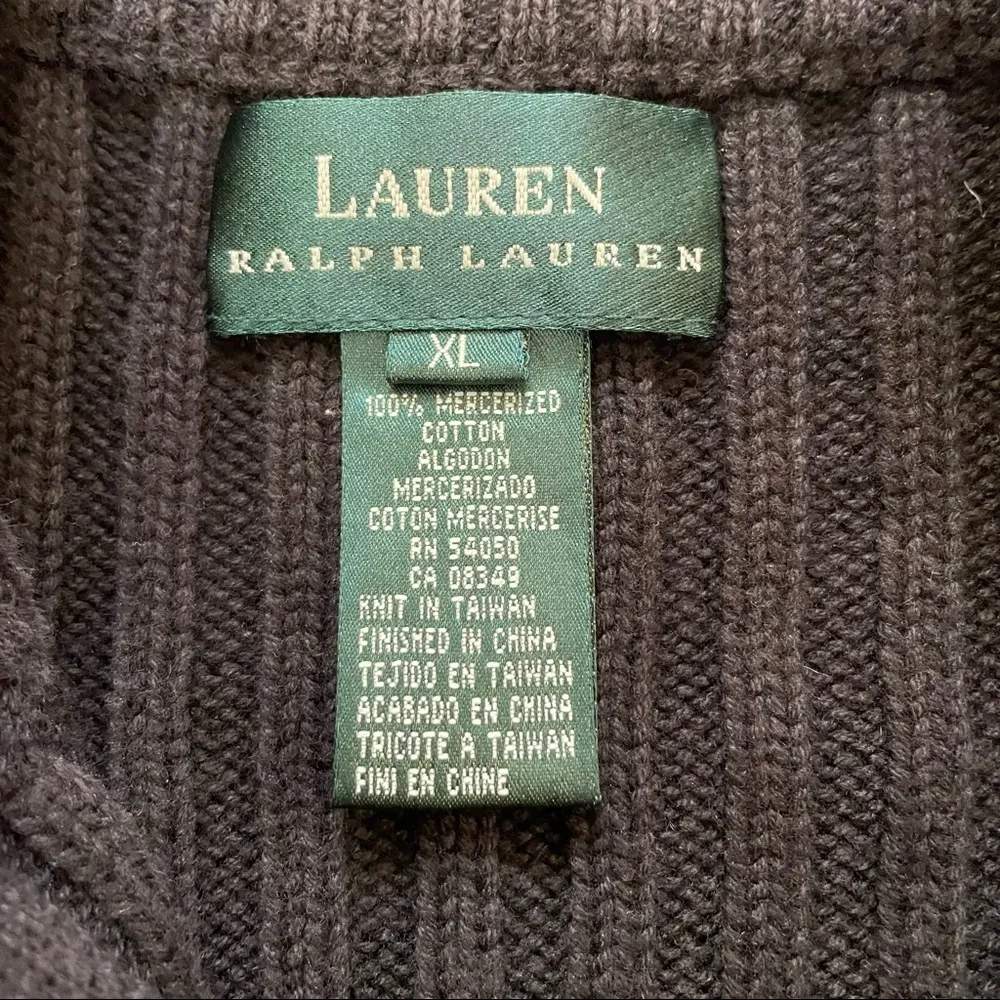 LAUREN
RALPH LAUREN
XL
100% MERCERIZED
COTTON
ALGODON
MERCERIZADO
COTON MERCERISE
RN 54050
CA 08349
KNIT IN TAIWAN
FINISHED IN CHINA
TEJIDO EN TAIWAN
ACABADO EN CHINA
TRICOTE A TAIWAN
FINI EN CHINE